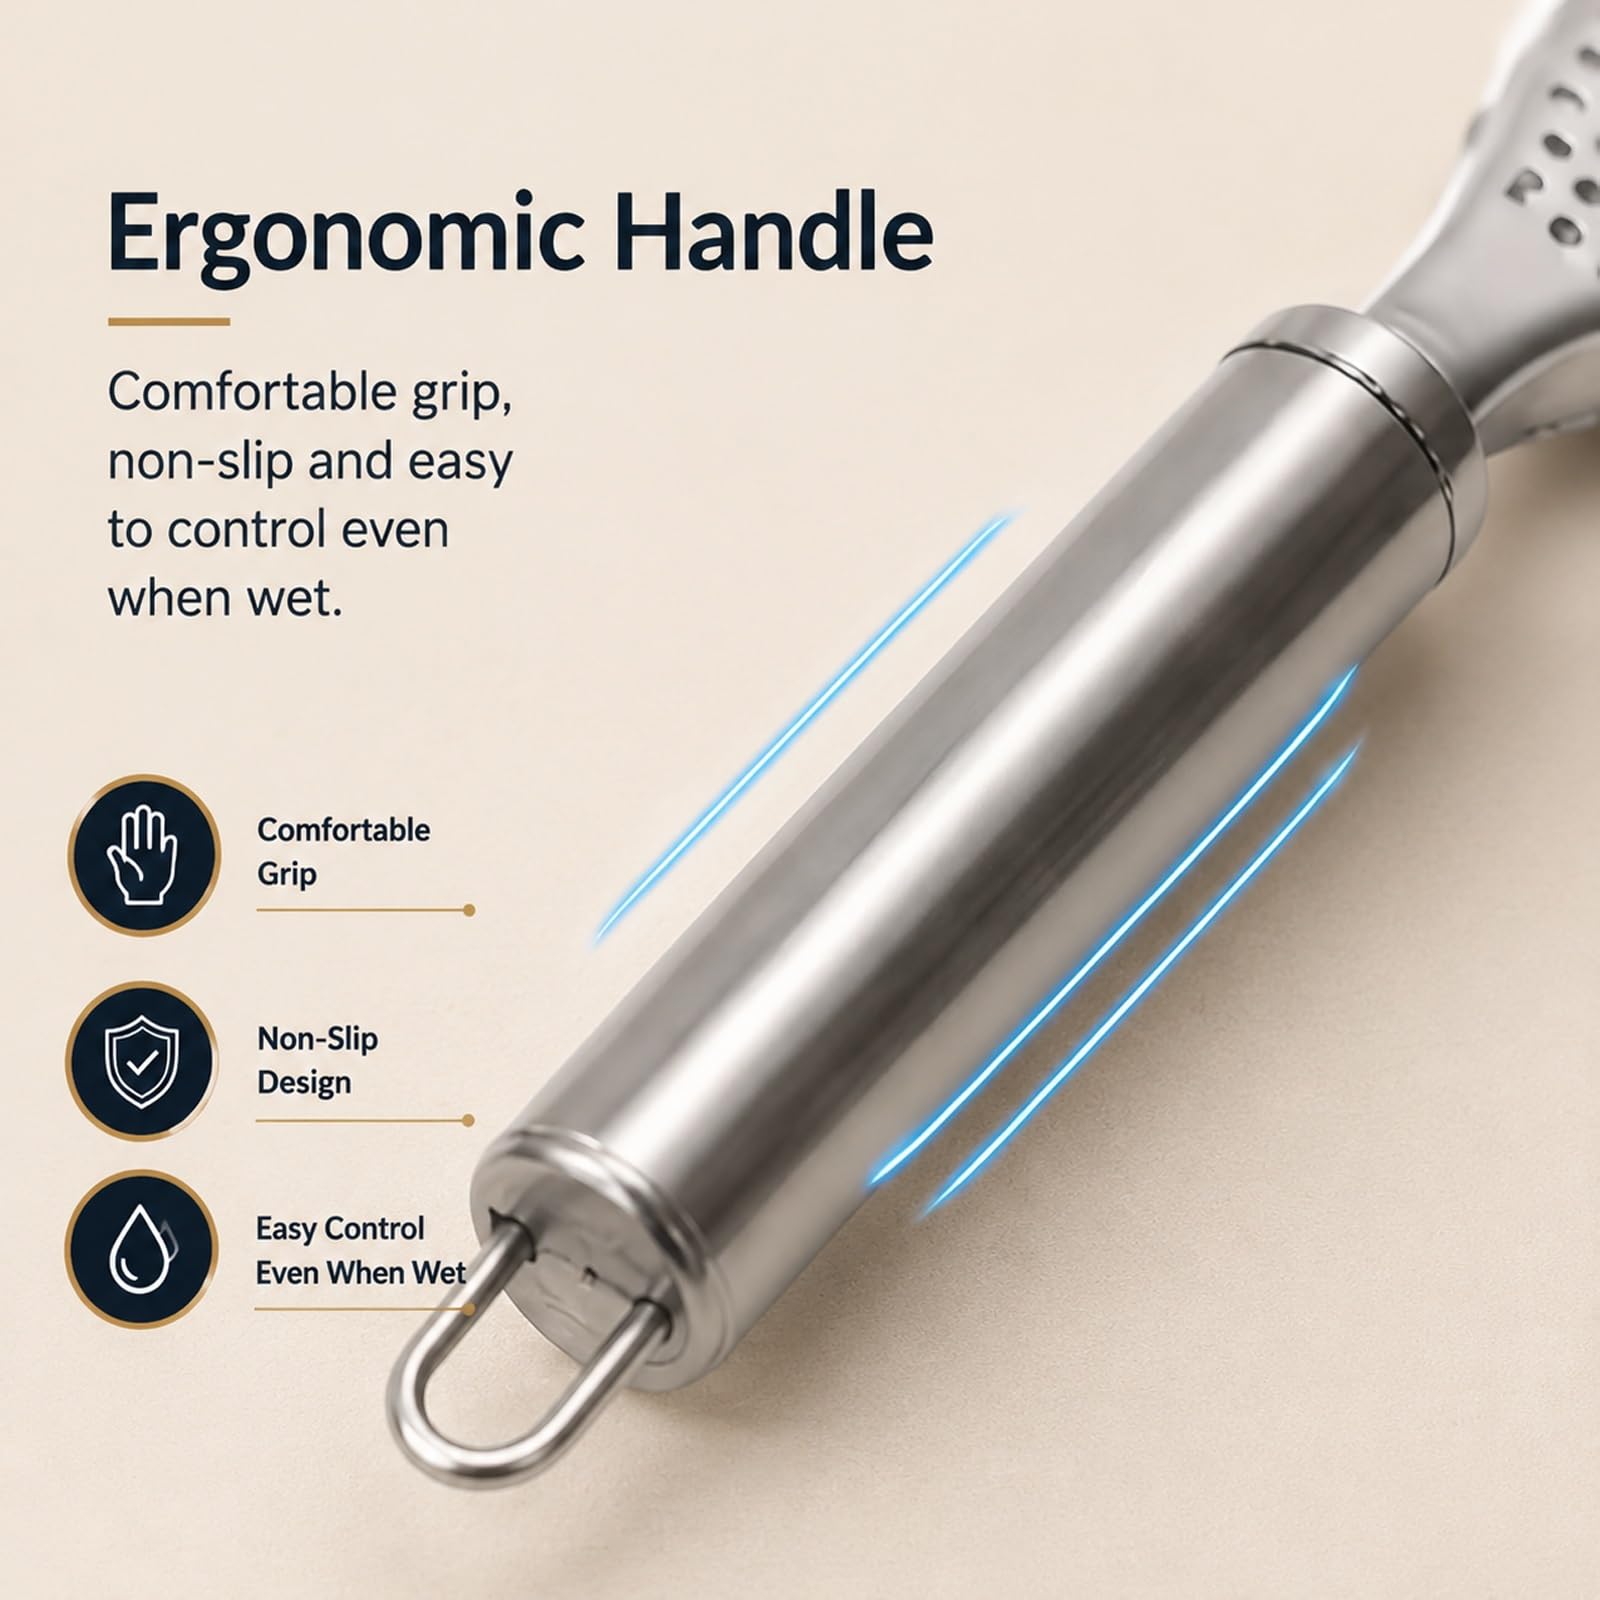 Ergonomic Handle
Comfortable grip,
non-slip and easy
to control even
when wet.
Comfortable
Grip
Non-Slip
Design
Easy Control
Even When Wet